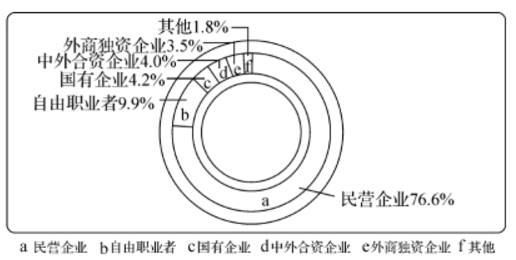 其他1.8%
外商独资企业3.5%
中外合资企业4.0%
国有企业4.2%
自由职业者9.9%
f
e
d
c
b
a
民营企业76.6%
a 民营企业 b自由职业者 c国有企业 d中外合资企业 e外商独资企业 f 其他